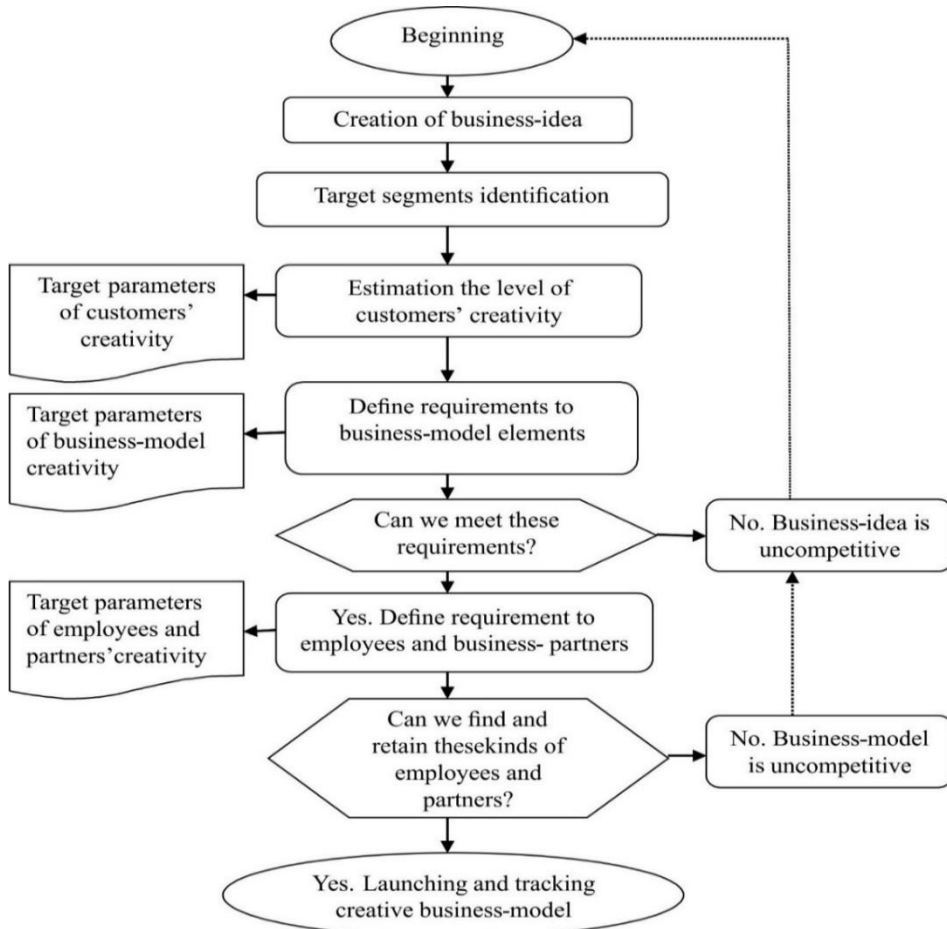 Beginning
Creation of business-idea
Target segments identification
Target parameters
of customers’
creativity
Estimation the level of
customers’ creativity
Target parameters
of business-model
creativity
Define requirements to
business-model elements
Can we meet these
requirements?
No. Business-idea is
uncompetitive
Target parameters
of employees and
partners’creativity
Yes. Define requirement to
employees and business- partners
Can we find and
retain thesekinds of
employees and
partners?
No. Business-model
is uncompetitive
Yes. Launching and tracking
creative business-model